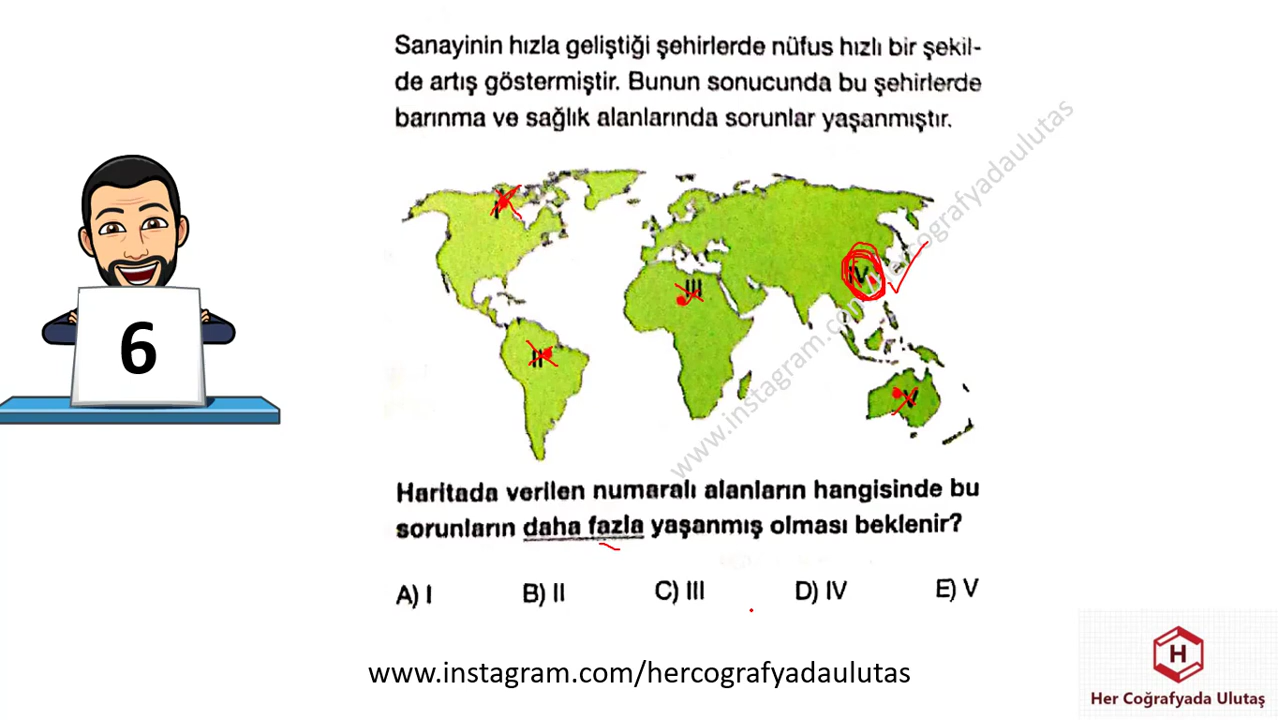 Sanayinin hızla geliştiği şehirlerde nüfus hızlı bir şekil-
de artış göstermiştir. Bunun sonucunda bu şehirlerde
barınma ve sağlık alanlarında sorunlar yaşanmıştır.
I
III
IV
II
V
www.instagram.com/hercografyadaulutas
6
Haritada verilen numaralı alanların hangisinde bu
sorunların daha fazla yaşanmış olması beklenir?
A) I B) II C) III D) IV E) V
www.instagram.com/hercografyadaulutas
H
Her Coğrafyada Ulutaş